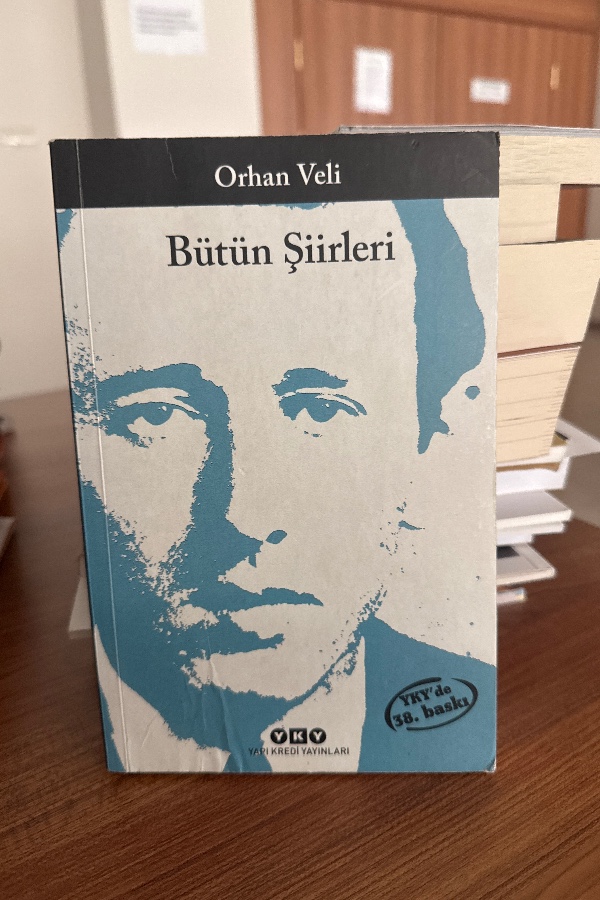 Orhan Veli
Bütün Şiirleri
YKY'de
38. baskı
YKY
YAPI KREDİ YAYINLARI